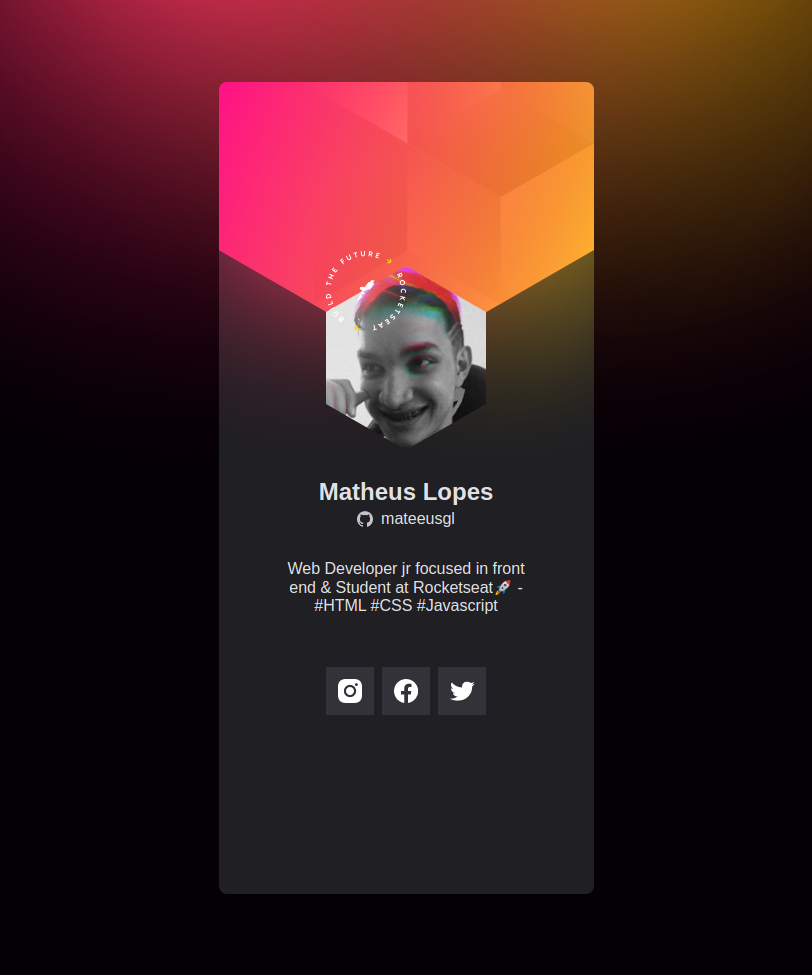 BUILD THE FUTURE
ROCKETSEAT
Matheus Lopes
mateeusgl
Web Developer jr focused in front
end & Student at Rocketseat🚀 -
#HTML #CSS #Javascript